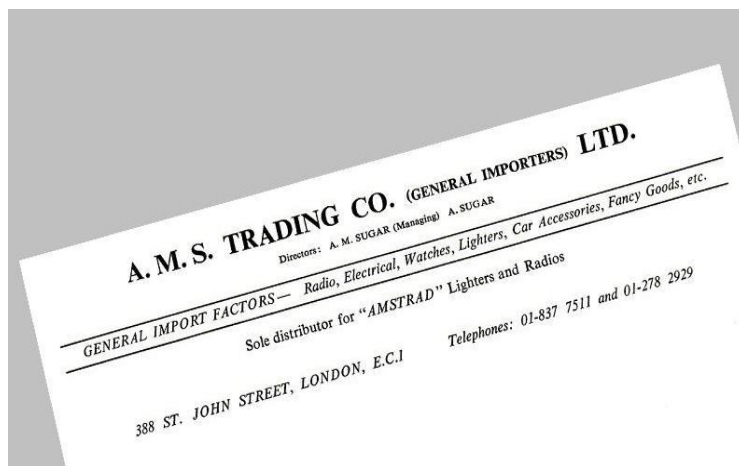 A. M. S. TRADING CO. (GENERAL IMPORTERS) LTD.
Directors: A. M. SUGAR (Managing) A. SUGAR
GENERAL IMPORT FACTORS— Radio, Electrical, Watches, Lighters, Car Accessories, Fancy Goods, etc.
Sole distributor for "AMSTRAD" Lighters and Radios
388 ST. JOHN STREET, LONDON, E.C.1 Telephones: 01-837 7511 and 01-278 2929